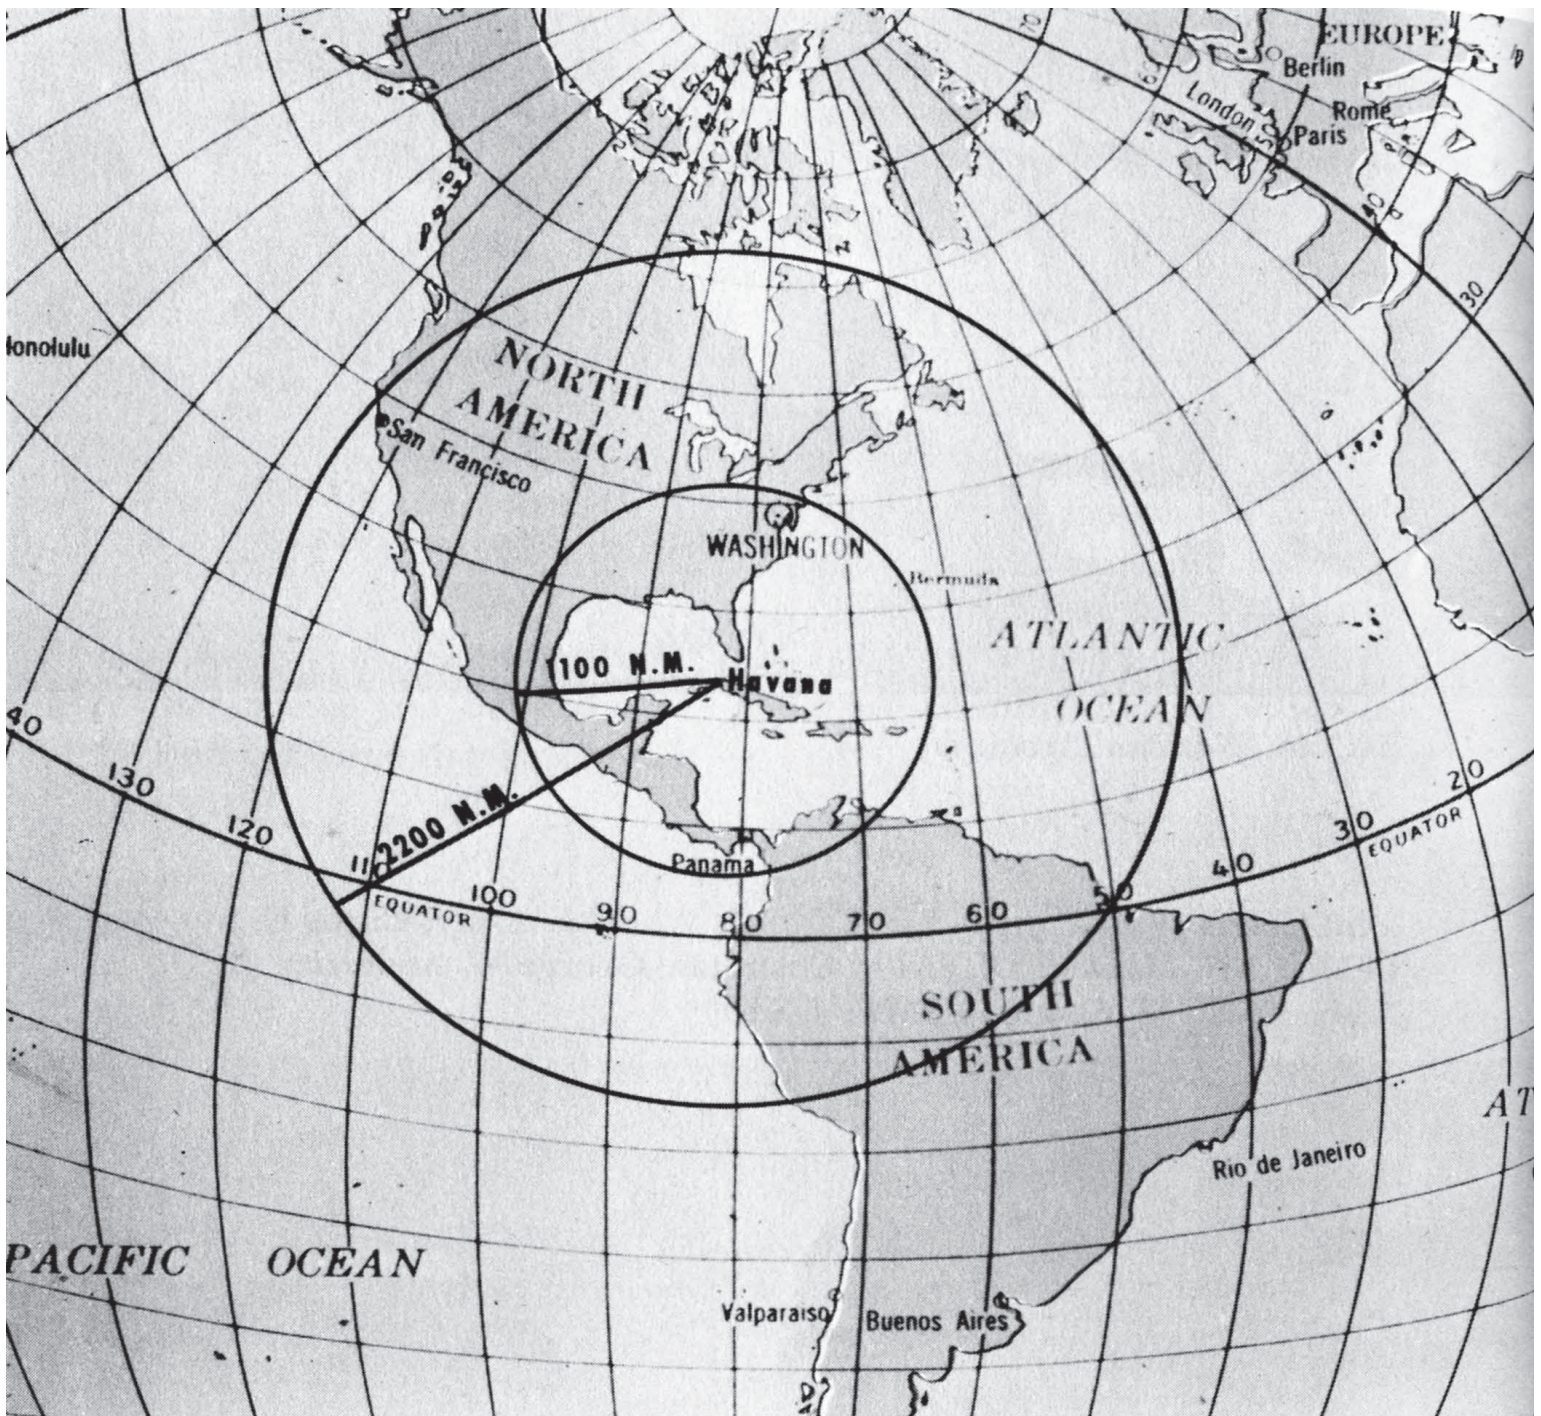 EUROPE
Berlin
London
Rome
Paris
30
Honolulu
NORTH
AMERICA
San Francisco
WASHINGTON
Bermuda
ATLANTIC
OCEAN
1100 N.M.
Havana
2200 N.M.
40
130
120
100
90
80
70
60
50
40
30
20
EQUATOR
EQUATOR
Panama
SOUTH
AMERICA
AT
Rio de Janeiro
PACIFIC OCEAN
Valparaiso
Buenos Aires